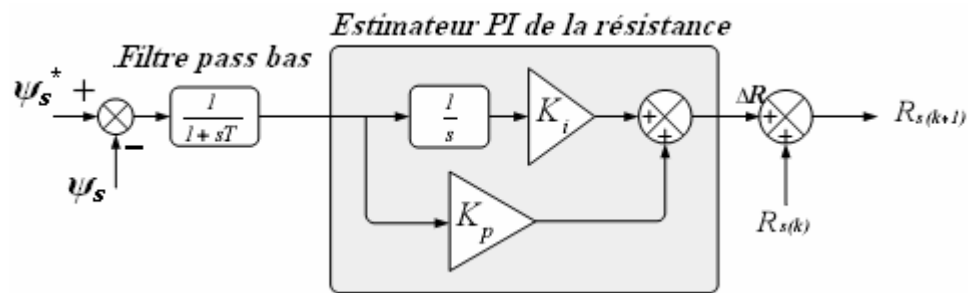 Estimateur PI de la résistance
Filtre pass bas
ψs* +
1
1+sT
1
s
Ki
+
+
ΔR
+
+
Rs(k+1)
−
ψs
Kp
Rs(k)